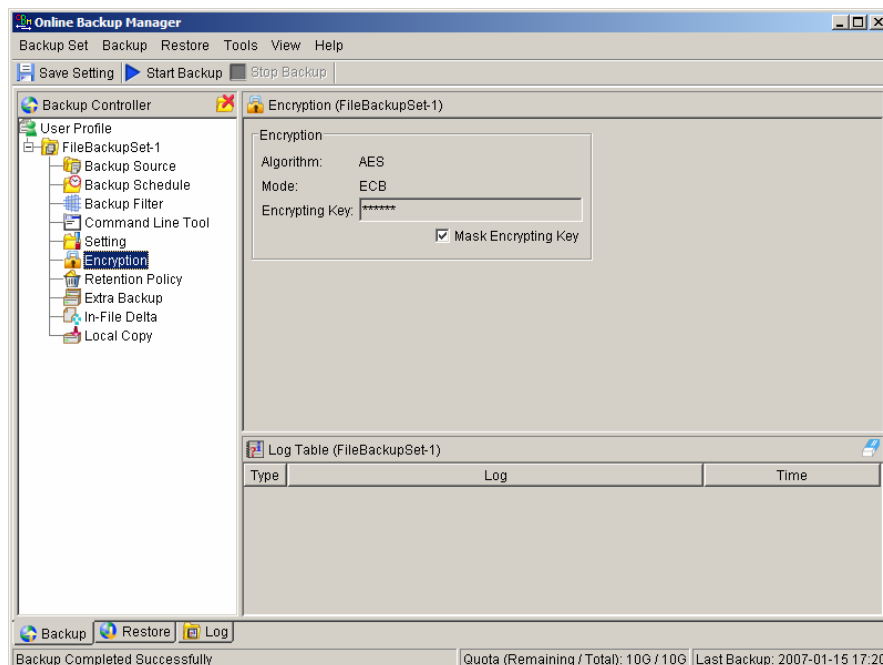 Online Backup Manager
Backup Set Backup Restore Tools View Help
Save Setting Start Backup Stop Backup
Backup Controller
User Profile
FileBackupSet-1
Backup Source
Backup Schedule
Backup Filter
Command Line Tool
Setting
Encryption
Retention Policy
Extra Backup
In-File Delta
Local Copy
Encryption (FileBackupSet-1)
Encryption
Algorithm: AES
Mode: ECB
Encrypting Key: ******
Mask Encrypting Key
Log Table (FileBackupSet-1)
Type Log Time
Backup Restore Log
Backup Completed Successfully Quota (Remaining / Total): 10G / 10G Last Backup: 2007-01-15 17:20